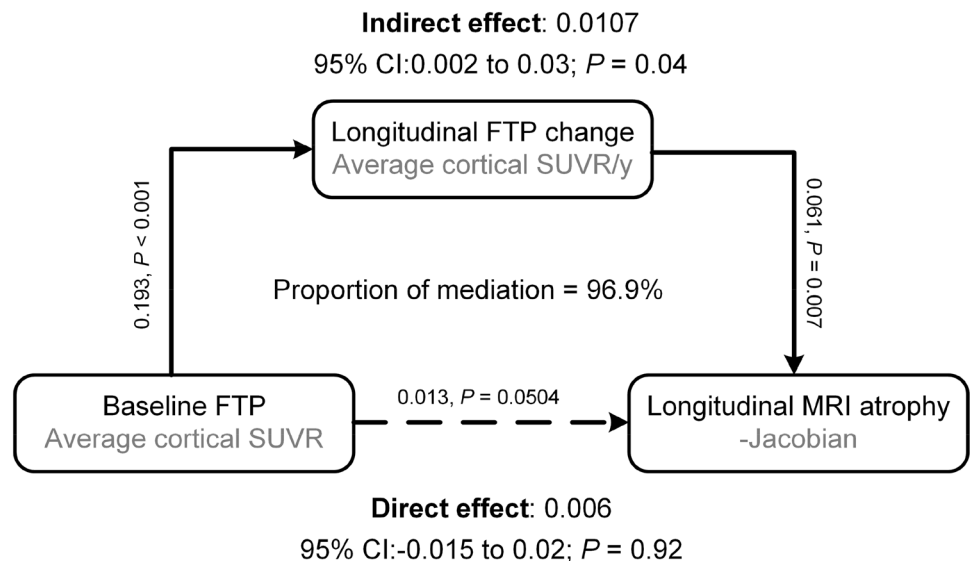 Indirect effect: 0.0107
95% CI:0.002 to 0.03; P = 0.04
Longitudinal FTP change
Average cortical SUVR/y
0.193, P < 0.001
0.061, P = 0.007
Proportion of mediation = 96.9%
Baseline FTP
Average cortical SUVR
0.013, P = 0.0504
Longitudinal MRI atrophy
-Jacobian
Direct effect: 0.006
95% CI:-0.015 to 0.02; P = 0.92